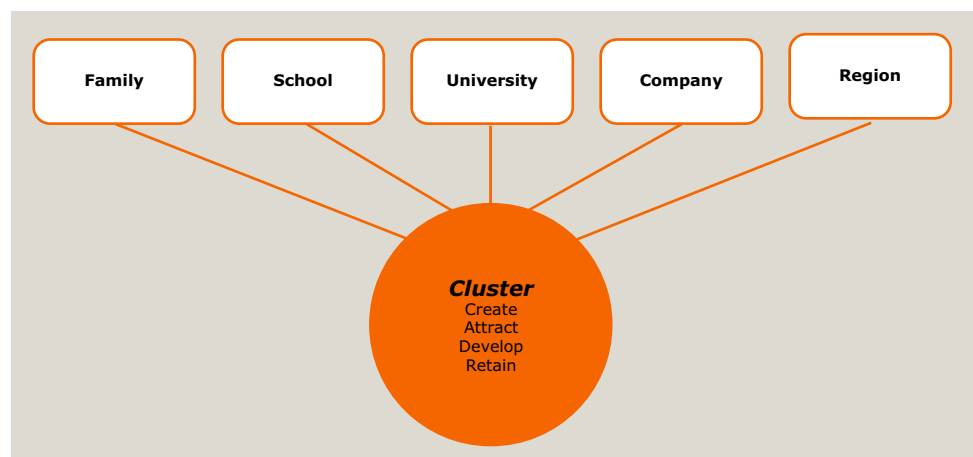 Family
School
University
Company
Region
Cluster
Create
Attract
Develop
Retain